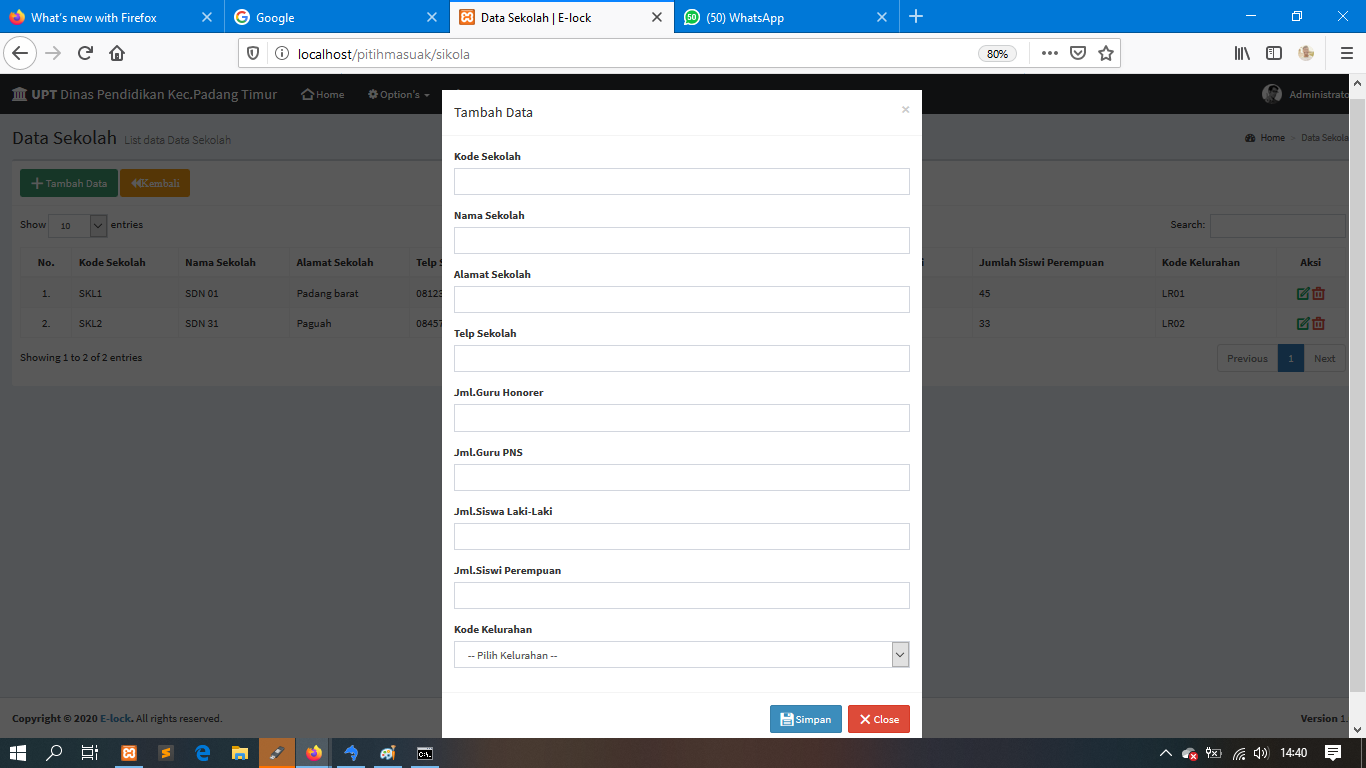 What's new with Firefox
Google
Data Sekolah | E-lock
50 (50) WhatsApp
localhost/pitihmasuak/sikola
80%
UPT Dinas Pendidikan Kec.Padang Timur Home Option's
Administrato
Data Sekolah List data Data Sekolah
Home > Data Sekola
Tambah Data Kembali
Show 10 entries
Search:
No. Kode Sekolah Nama Sekolah Alamat Sekolah Telp Jumlah Siswi Perempuan Kode Kelurahan Aksi
1. SKL1 SDN 01 Padang barat 0812 45 LR01
2. SKL2 SDN 31 Paguah 0845 33 LR02
Showing 1 to 2 of 2 entries
Previous 1 Next
Tambah Data ×
Kode Sekolah
Nama Sekolah
Alamat Sekolah
Telp Sekolah
Jml.Guru Honorer
Jml.Guru PNS
Jml.Siswa Laki-Laki
Jml.Siswi Perempuan
Kode Kelurahan
-- Pilih Kelurahan --
Simpan Close
Copyright © 2020 E-lock. All rights reserved.
Version 1.
14:40